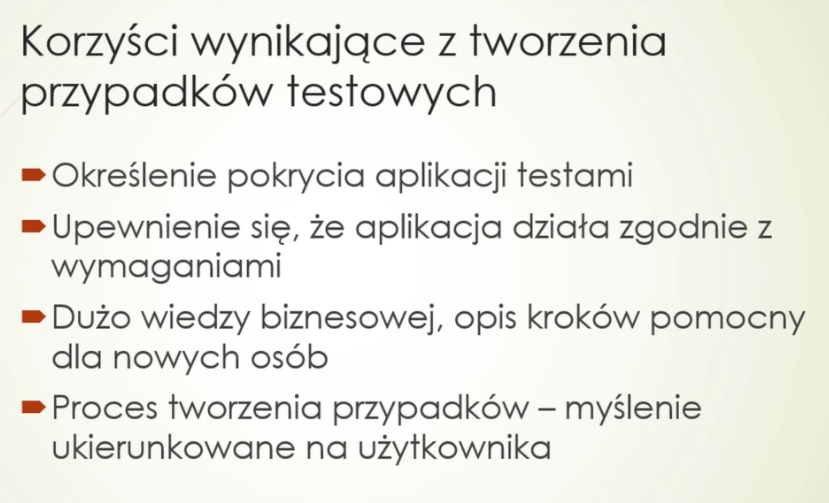 Korzyści wynikające z tworzenia
przypadków testowych
Określenie pokrycia aplikacji testami
Upewnienie się, że aplikacja działa zgodnie z
wymaganiami
Dużo wiedzy biznesowej, opis kroków pomocny
dla nowych osób
Proces tworzenia przypadków – myślenie
ukierunkowane na użytkownika